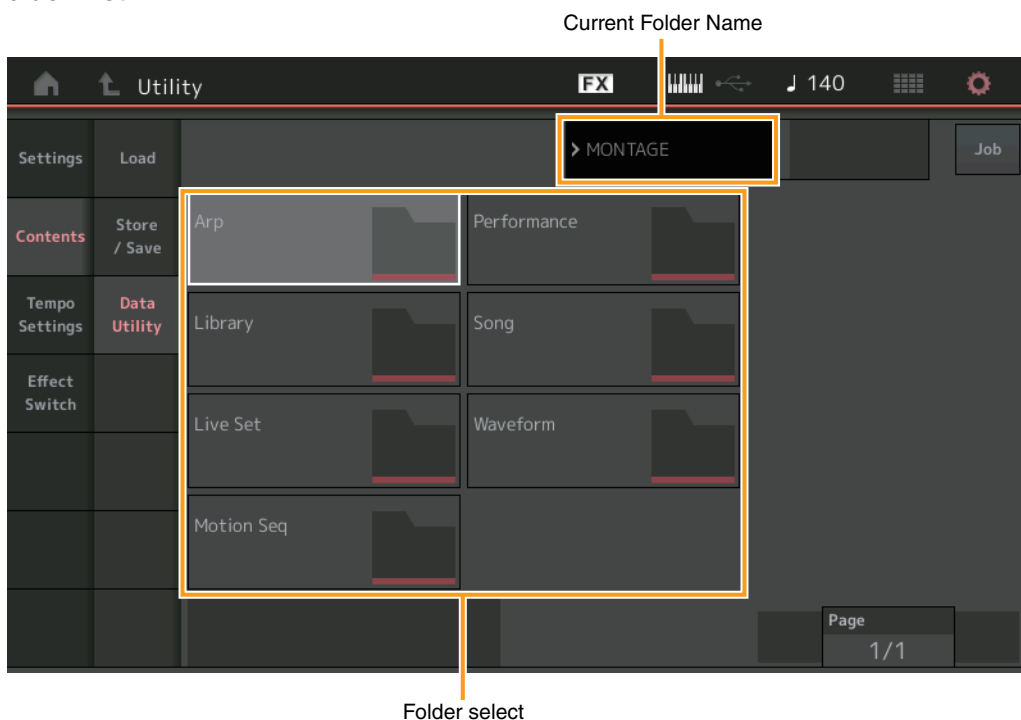 Current Folder Name
Utility
FX
140
Settings
Load
> MONTAGE
Job
Contents
Store
/ Save
Arp
Performance
Tempo
Settings
Data
Utility
Library
Song
Effect
Switch
Live Set
Waveform
Motion Seq
Page
1/1
Folder select